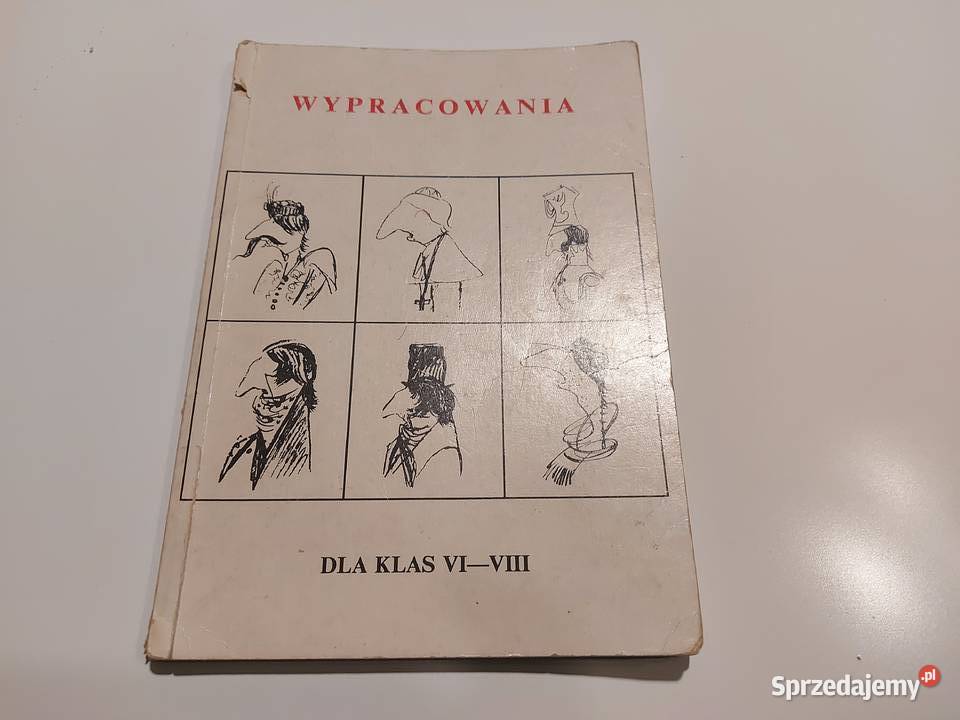 WYPRACOWANIA
DLA KLAS VI—VIII
Sprzedajemy.pl